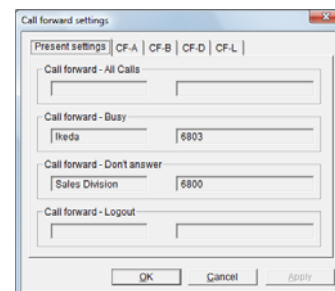 Call forward settings
Present settings CF-A CF-B CF-D CF-L
Call forward - All Calls
Call forward - Busy
Ikeda 6803
Call forward - Don't answer
Sales Division 6800
Call forward - Logout
OK Cancel Apply